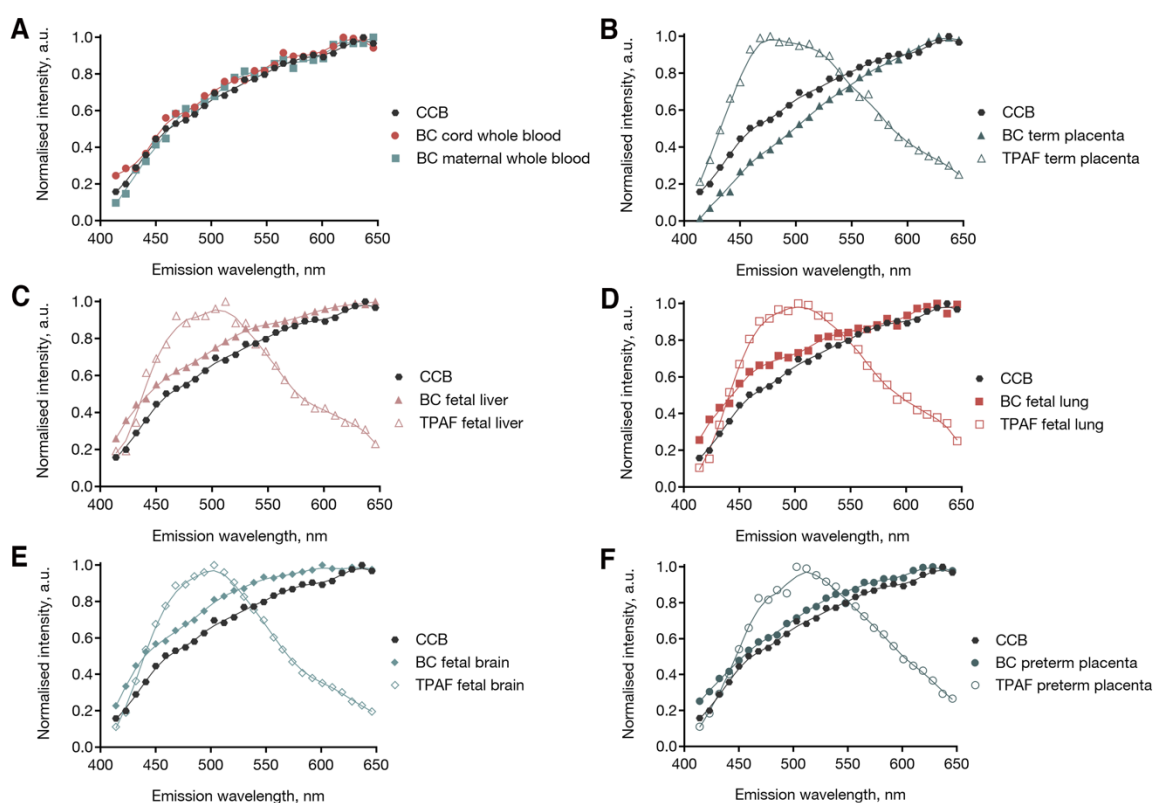 A
Normalised intensity, a.u.
1.0
0.8
0.6
0.4
0.2
0.0
400 450 500 550 600 650
Emission wavelength, nm
CCB
BC cord whole blood
BC maternal whole blood
B
Normalised intensity, a.u.
1.0
0.8
0.6
0.4
0.2
0.0
400 450 500 550 600 650
Emission wavelength, nm
CCB
BC term placenta
TPAF term placenta
C
Normalised intensity, a.u.
1.0
0.8
0.6
0.4
0.2
0.0
400 450 500 550 600 650
Emission wavelength, nm
CCB
BC fetal liver
TPAF fetal liver
D
Normalised intensity, a.u.
1.0
0.8
0.6
0.4
0.2
0.0
400 450 500 550 600 650
Emission wavelength, nm
CCB
BC fetal lung
TPAF fetal lung
E
Normalised intensity, a.u.
1.0
0.8
0.6
0.4
0.2
0.0
400 450 500 550 600 650
Emission wavelength, nm
CCB
BC fetal brain
TPAF fetal brain
F
Normalised intensity, a.u.
1.0
0.8
0.6
0.4
0.2
0.0
400 450 500 550 600 650
Emission wavelength, nm
CCB
BC preterm placenta
TPAF preterm placenta